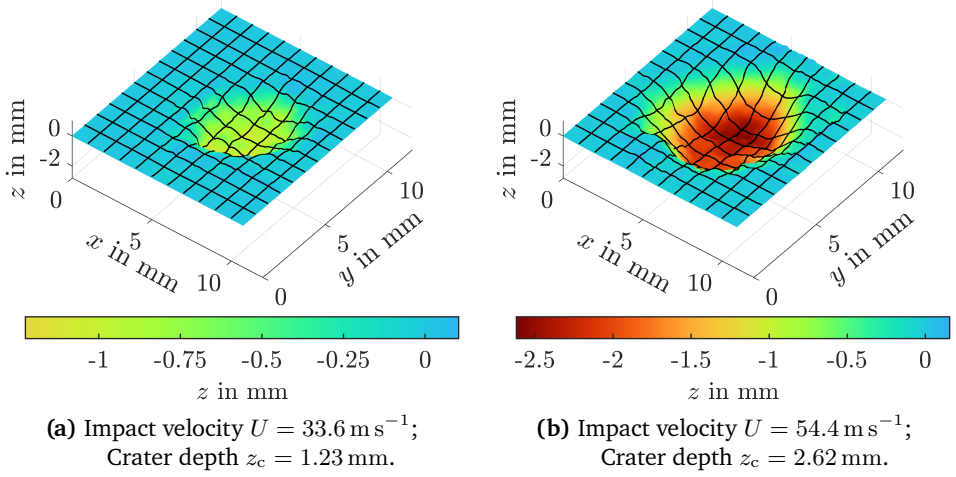 0
-2
z in mm
0
5
10
x in mm
0
5
10
y in mm
-1 -0.75 -0.5 -0.25 0
z in mm
(a) Impact velocity U = 33.6 m s⁻¹;
Crater depth z_c = 1.23 mm.
0
-2
z in mm
0
5
10
x in mm
0
5
10
y in mm
-2.5 -2 -1.5 -1 -0.5 0
z in mm
(b) Impact velocity U = 54.4 m s⁻¹;
Crater depth z_c = 2.62 mm.